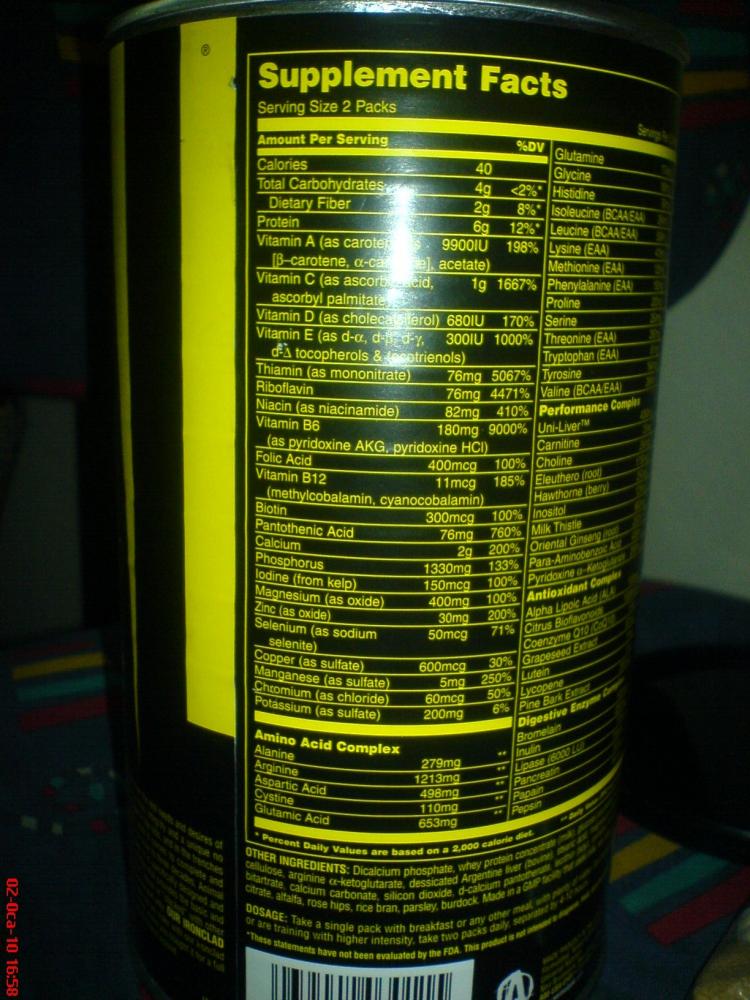 ®
Supplement Facts
Serving Size 2 Packs
Amount Per Serving %DV
Calories 40
Total Carbohydrates 4g <2%*
Dietary Fiber 2g 8%*
Protein 6g 12%*
Vitamin A (as 9900IU 198%
[β–carotene, acetate)
Vitamin C (as 1g 1667%
ascorbyl palmitate
Vitamin D (as 680IU 170%
Vitamin E (as d-α, d-γ, 300IU 1000%
d-Δ tocopherols &
Thiamin (as mononitrate) 76mg 5067%
Riboflavin 76mg 4471%
Niacin (as niacinamide) 82mg 410%
Vitamin B6 180mg 9000%
(as pyridoxine AKG, pyridoxine HCl)
Folic Acid 400mcg 100%
Vitamin B12 11mcg 185%
(methylcobalamin, cyanocobalamin)
Biotin 300mcg 100%
Pantothenic Acid 76mg 760%
Calcium 2g 200%
Phosphorus 1330mg 133%
Iodine (from kelp) 150mcg 100%
Magnesium (as oxide) 400mg 100%
Zinc (as oxide) 30mg 200%
Selenium (as sodium 50mcg 71%
selenite)
Copper (as sulfate) 600mcg 30%
Manganese (as sulfate) 5mg 250%
Chromium (as chloride) 60mcg 50%
Potassium (as sulfate) 200mg 6%
Amino Acid Complex
Alanine 279mg **
Arginine 1213mg **
Aspartic Acid 498mg **
Cystine 110mg **
Glutamic Acid 653mg **
Glutamine
Glycine
Histidine
Isoleucine (BCAA/EAA)
Leucine (BCAA/EAA)
Lysine (EAA)
Methionine (EAA)
Phenylalanine (EAA)
Proline
Serine
Threonine (EAA)
Tryptophan (EAA)
Tyrosine
Valine (BCAA/EAA)
Performance Complex
Uni-Liver™
Carnitine
Choline
Eleuthero (root)
Hawthorne (berry)
Inositol
Milk Thistle
Oriental Ginseng (root)
Para-Aminobenzoic Acid
Pyridoxine
Antioxidant Complex
Alpha Lipoic Acid (ALA)
Citrus Bioflavonoids
Coenzyme Q10 (CoQ10)
Grapeseed Extract
Lutein
Lycopene
Pine Bark Extract
Digestive Enzyme
Bromelain
Inulin
Lipase (6000 LU)
Pancreatin
Papain
Pepsin
* Percent Daily Values are based on a 2,000 calorie diet. ** Daily
OTHER INGREDIENTS: Dicalcium phosphate, whey protein concentrate (milk),
cellulose, arginine α-ketoglutarate, dessicated Argentine liver (bovine),
bitartrate, calcium carbonate, silicon dioxide, d-calcium pantothenate,
citrate, alfalfa, rose hips, rice bran, parsley, burdock. Made in a GMP facility
DOSAGE: Take a single pack with breakfast or any other meal,
or are training with higher intensity, take two packs daily, separated
*These statements have not been evaluated by the FDA. This product is not intended to
and desires of
OUR IRONCLAD
02-Oca-10 16:58